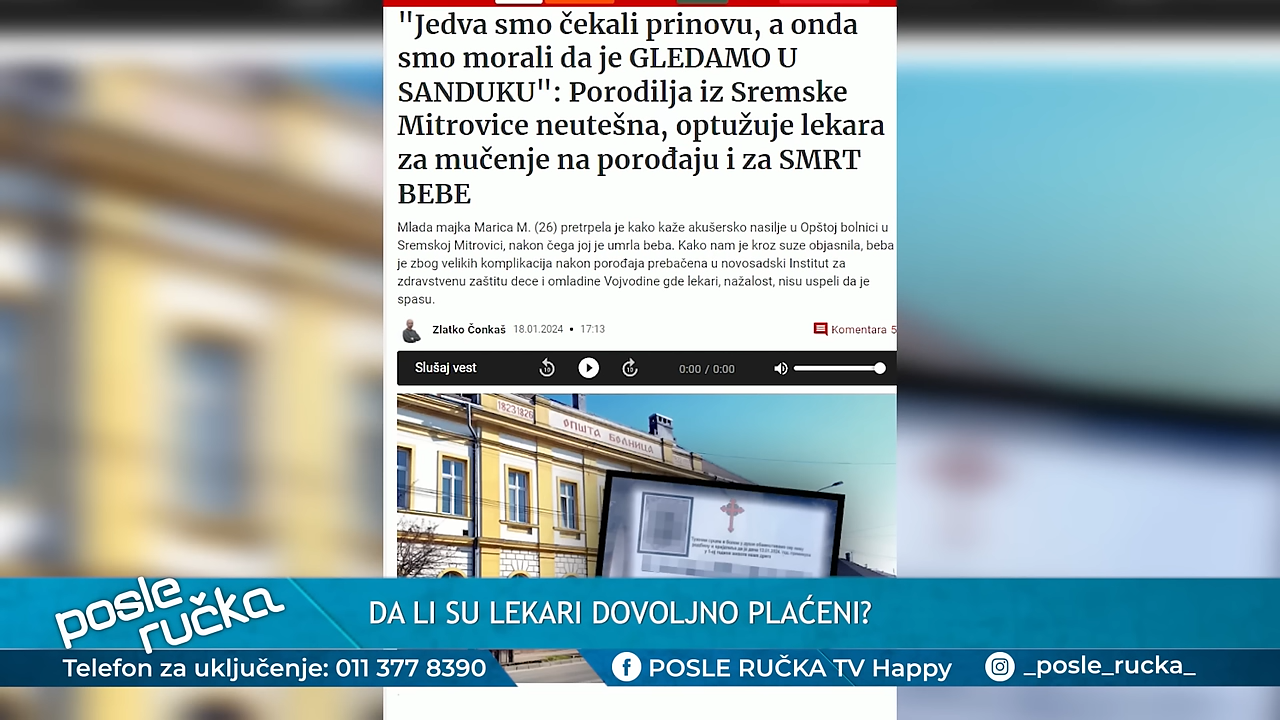 "Jedva smo čekali prinovu, a onda
smo morali da je GLEDAMO U
SANDUKU": Porodilja iz Sremske
Mitrovice neutešna, optužuje lekara
za mučenje na porođaju i za SMRT
BEBE
Mlada majka Marica M. (26) pretrpela je kako kaže akušersko nasilje u Opštoj bolnici u
Sremskoj Mitrovici, nakon čega joj je umrla beba. Kako nam je kroz suze objasnila, beba
je zbog velikih komplikacija nakon porođaja prebačena u novosadski Institut za
zdravstvenu zaštitu dece i omladine Vojvodine gde lekari, nažalost, nisu uspeli da je
spasu.
Zlatko Čonkaš 18.01.2024 • 17:13
Komentara 5
Slušaj vest 10 10 0:00 / 0:00
1823 1826
ОПШТА БОЛНИЦА
posle
ručka
DA LI SU LEKARI DOVOLJNO PLAĆENI?
Telefon za uključenje: 011 377 8390
POSLE RUČKA TV Happy
_posle_rucka_